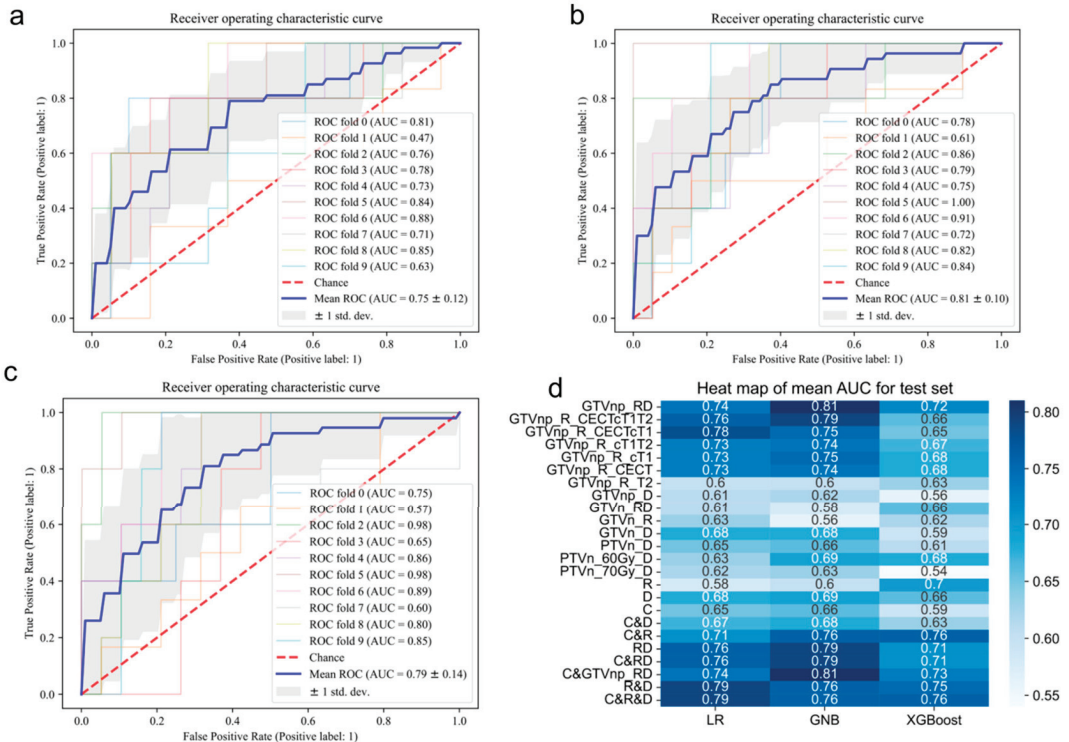 a
Receiver operating characteristic curve
True Positive Rate (Positive label: 1)
1.0
0.8
0.6
0.4
0.2
0.0
ROC fold 0 (AUC = 0.81)
ROC fold 1 (AUC = 0.47)
ROC fold 2 (AUC = 0.76)
ROC fold 3 (AUC = 0.78)
ROC fold 4 (AUC = 0.73)
ROC fold 5 (AUC = 0.84)
ROC fold 6 (AUC = 0.88)
ROC fold 7 (AUC = 0.71)
ROC fold 8 (AUC = 0.85)
ROC fold 9 (AUC = 0.63)
Chance
Mean ROC (AUC = 0.75 ± 0.12)
± 1 std. dev.
0.0 0.2 0.4 0.6 0.8 1.0
False Positive Rate (Positive label: 1)
b
Receiver operating characteristic curve
True Positive Rate (Positive label: 1)
1.0
0.8
0.6
0.4
0.2
0.0
ROC fold 0 (AUC = 0.78)
ROC fold 1 (AUC = 0.61)
ROC fold 2 (AUC = 0.86)
ROC fold 3 (AUC = 0.79)
ROC fold 4 (AUC = 0.75)
ROC fold 5 (AUC = 1.00)
ROC fold 6 (AUC = 0.91)
ROC fold 7 (AUC = 0.72)
ROC fold 8 (AUC = 0.82)
ROC fold 9 (AUC = 0.84)
Chance
Mean ROC (AUC = 0.81 ± 0.10)
± 1 std. dev.
0.0 0.2 0.4 0.6 0.8 1.0
False Positive Rate (Positive label: 1)
c
Receiver operating characteristic curve
True Positive Rate (Positive label: 1)
1.0
0.8
0.6
0.4
0.2
0.0
ROC fold 0 (AUC = 0.75)
ROC fold 1 (AUC = 0.57)
ROC fold 2 (AUC = 0.98)
ROC fold 3 (AUC = 0.65)
ROC fold 4 (AUC = 0.86)
ROC fold 5 (AUC = 0.98)
ROC fold 6 (AUC = 0.89)
ROC fold 7 (AUC = 0.60)
ROC fold 8 (AUC = 0.80)
ROC fold 9 (AUC = 0.85)
Chance
Mean ROC (AUC = 0.79 ± 0.14)
± 1 std. dev.
0.0 0.2 0.4 0.6 0.8 1.0
False Positive Rate (Positive label: 1)
d
Heat map of mean AUC for test set
GTVnp_RD 0.74 0.81 0.72
GTVnp_R_CECTcT1T2 0.76 0.79 0.66
GTVnp_R_CECTcT1 0.78 0.75 0.65
GTVnp_R_cT1T2 0.73 0.74 0.67
GTVnp_R_cT1 0.73 0.75 0.68
GTVnp_R_CECT 0.73 0.74 0.68
GTVnp_R_T2 0.6 0.6 0.63
GTVnp_D 0.61 0.62 0.56
GTVn_RD 0.61 0.58 0.66
GTVn_R 0.63 0.56 0.62
GTVn_D 0.68 0.68 0.59
PTVn_D 0.65 0.66 0.61
PTVn_60Gy_D 0.63 0.69 0.68
PTVn_70Gy_D 0.62 0.63 0.54
R 0.58 0.6 0.7
D 0.68 0.69 0.66
C 0.65 0.66 0.59
C&D 0.67 0.68 0.63
C&R 0.71 0.76 0.76
RD 0.76 0.79 0.71
C&RD 0.76 0.79 0.71
C&GTVnp_RD 0.74 0.81 0.73
R&D 0.79 0.76 0.75
C&R&D 0.79 0.76 0.76
LR GNB XGBoost
0.80
0.75
0.70
0.65
0.60
0.55